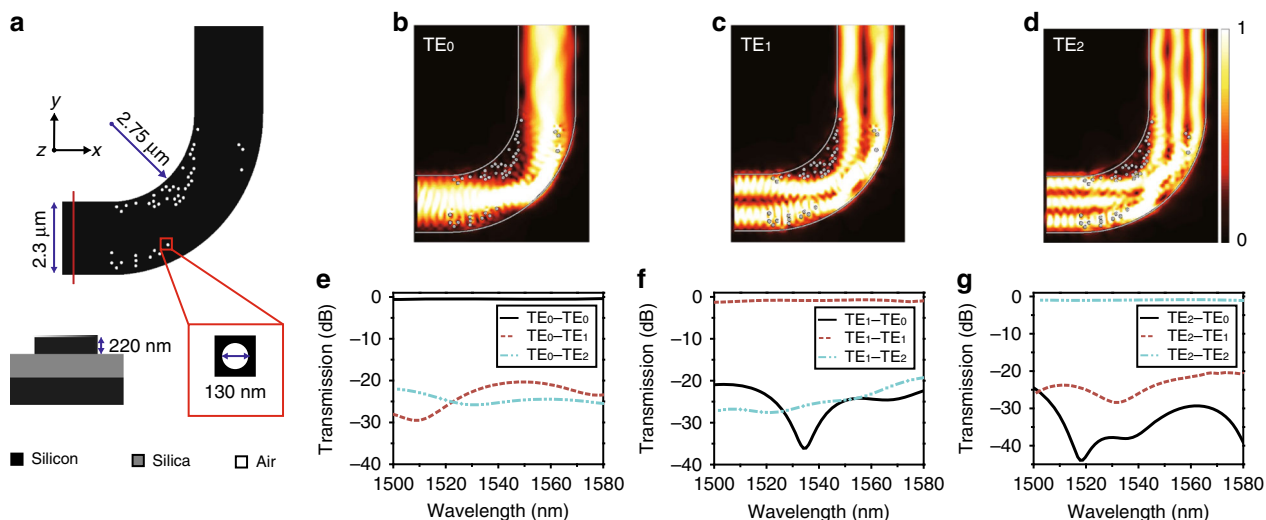 a
y
z
x
2.75 μm
2.3 μm
220 nm
130 nm
Silicon
Silica
Air
b
TE0
c
TE1
d
TE2
1
0
e
Transmission (dB)
0
–10
–20
–30
–40
TE0–TE0
TE0–TE1
TE0–TE2
1500 1520 1540 1560 1580
Wavelength (nm)
f
Transmission (dB)
0
–10
–20
–30
–40
TE1–TE0
TE1–TE1
TE1–TE2
1500 1520 1540 1560 1580
Wavelength (nm)
g
Transmission (dB)
0
–10
–20
–30
–40
TE2–TE0
TE2–TE1
TE2–TE2
1500 1520 1540 1560 1580
Wavelength (nm)